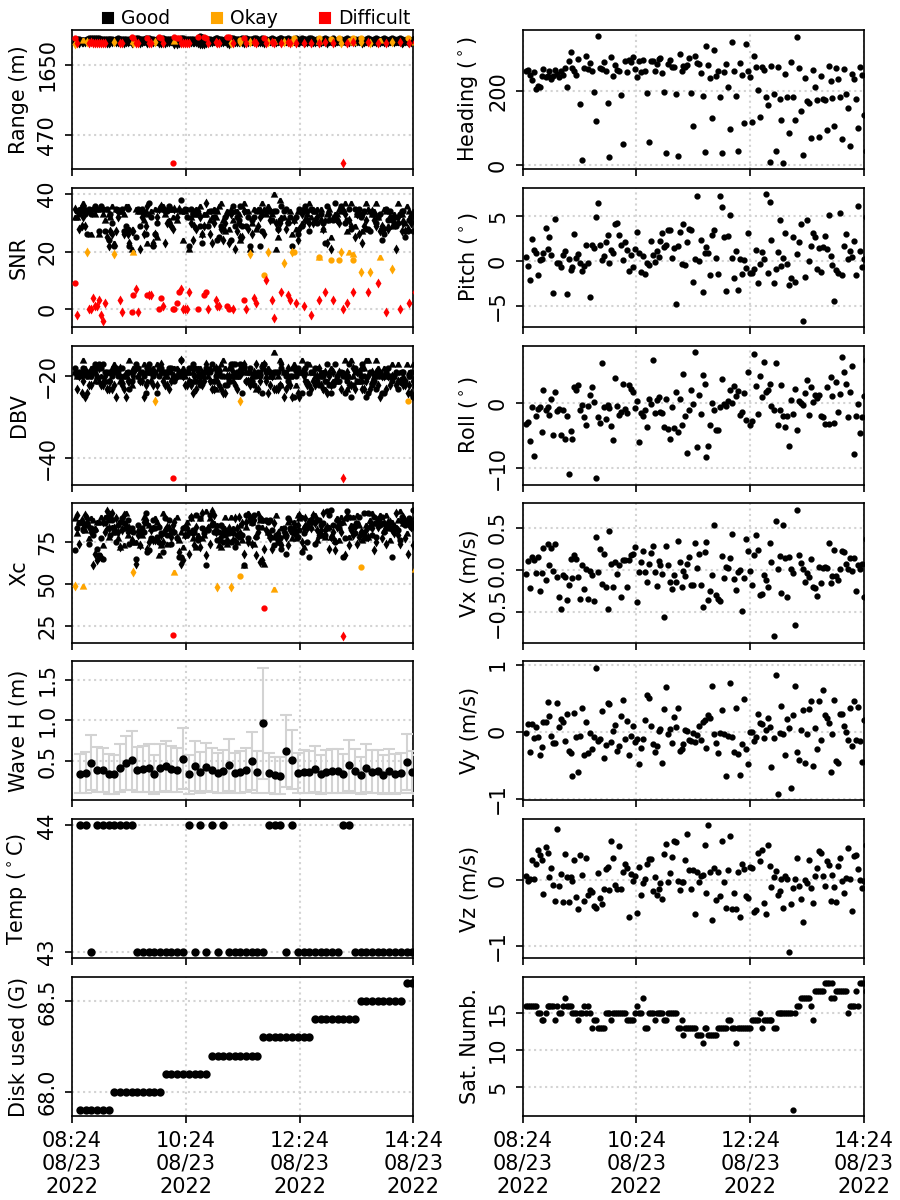 Good Okay Difficult
Range (m)
1650
470
Heading (°)
200
0
SNR
40
20
0
Pitch (°)
5
0
−5
DBV
−20
−40
Roll (°)
0
−10
Xc
75
50
25
Vx (m/s)
0.5
0.0
−0.5
Wave H (m)
1.5
1.0
0.5
Vy (m/s)
1
0
−1
Temp (°C)
44
43
Vz (m/s)
0
−1
Disk used (G)
68.5
68.0
Sat. Numb.
15
10
5
08:24 10:24 12:24 14:24 08:24 10:24 12:24 14:24
08/23 08/23 08/23 08/23 08/23 08/23 08/23 08/23
2022 2022 2022 2022 2022 2022 2022 2022